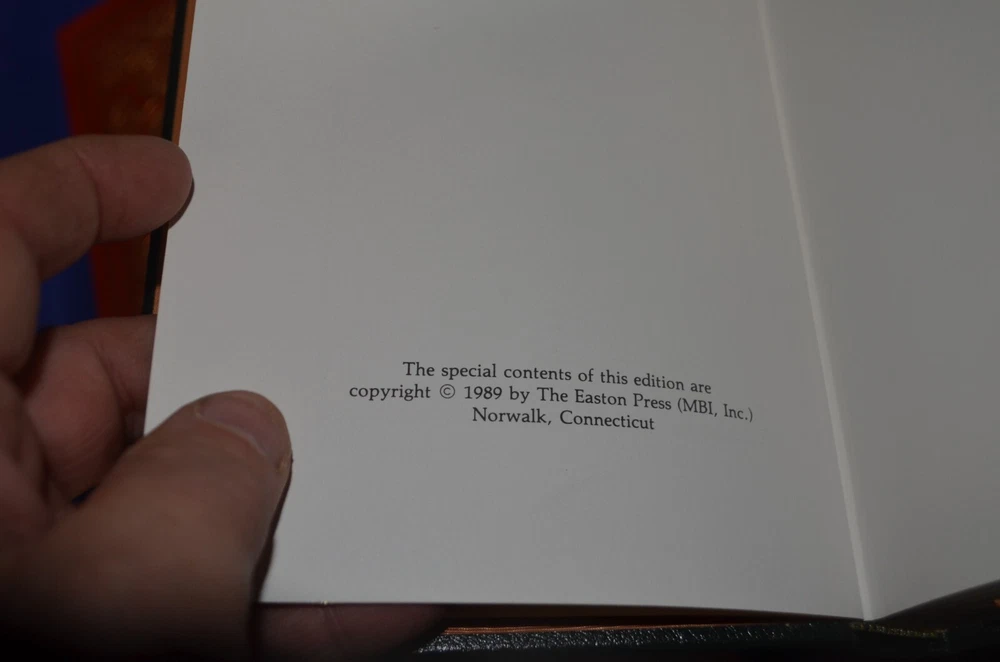 The special contents of this edition are
copyright © 1989 by The Easton Press (MBI, Inc.)
Norwalk, Connecticut